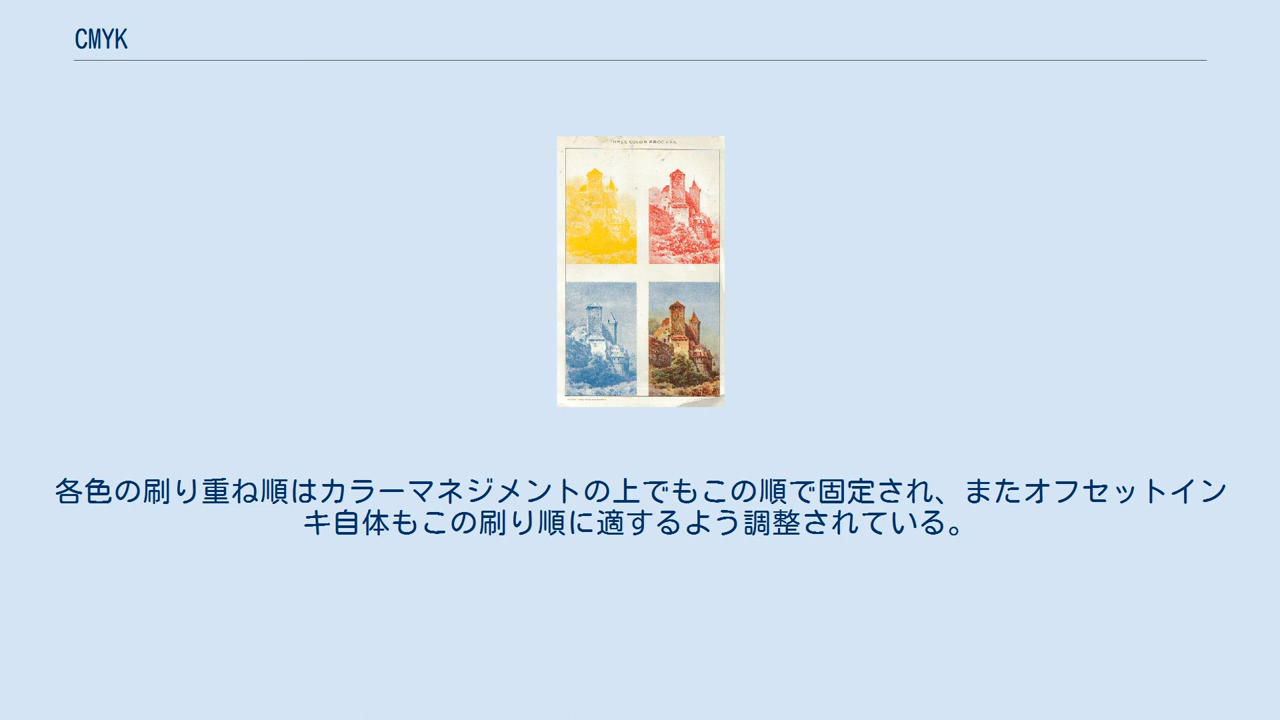 CMYK
THREE COLOR PROCESS
各色の刷り重ね順はカラーマネジメントの上でもこの順で固定され、またオフセットイン
キ自体もこの刷り順に適するよう調整されている。